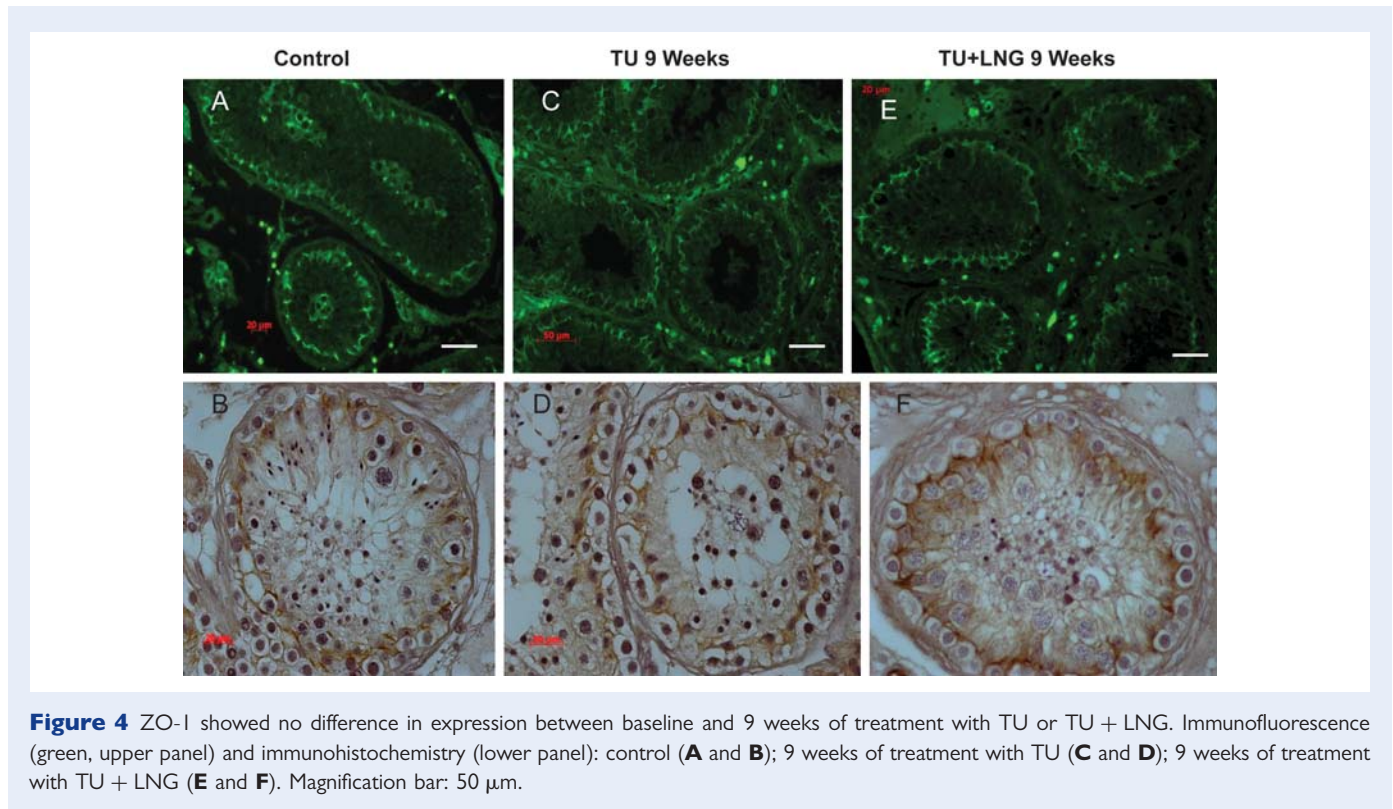 Control TU 9 Weeks TU+LNG 9 Weeks
A C E
20 µm
20 µm
50 µm
B D F
Figure 4 ZO-1 showed no difference in expression between baseline and 9 weeks of treatment with TU or TU + LNG. Immunofluorescence
(green, upper panel) and immunohistochemistry (lower panel): control (A and B); 9 weeks of treatment with TU (C and D); 9 weeks of treatment
with TU + LNG (E and F). Magnification bar: 50 µm.